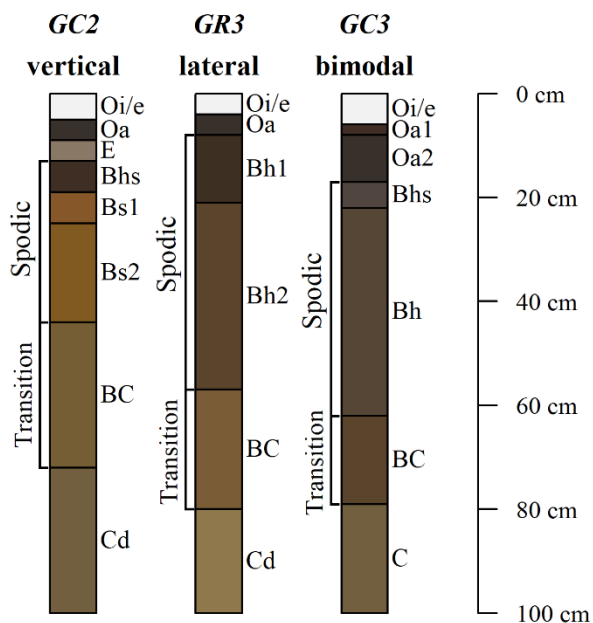 GC2
vertical
Oi/e
Oa
E
Bhs
Bs1
Bs2
BC
Cd
Spodic
Transition
GR3
lateral
Oi/e
Oa
Bh1
Bh2
BC
Cd
Spodic
Transition
GC3
bimodal
Oi/e
Oa1
Oa2
Bhs
Bh
BC
C
Spodic
Transition
0 cm
20 cm
40 cm
60 cm
80 cm
100 cm